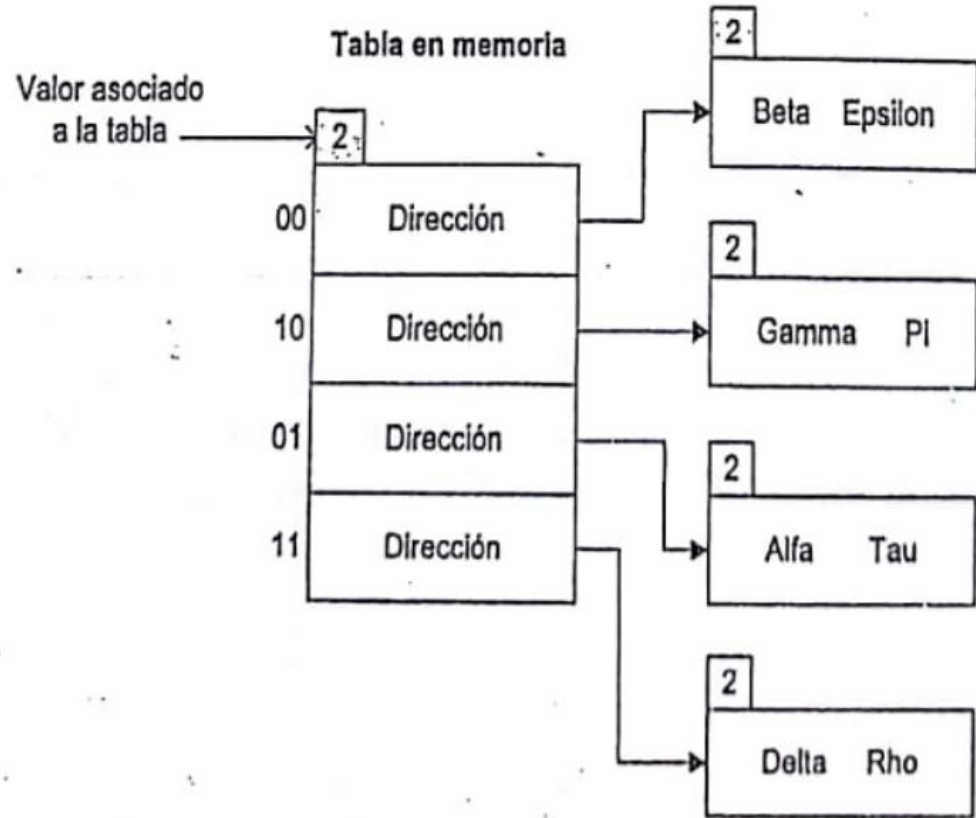 Tabla en memoria
Valor asociado
a la tabla
2
00 Dirección
10 Dirección
01 Dirección
11 Dirección
2
Beta Epsilon
2
Gamma Pi
2
Alfa Tau
2
Delta Rho